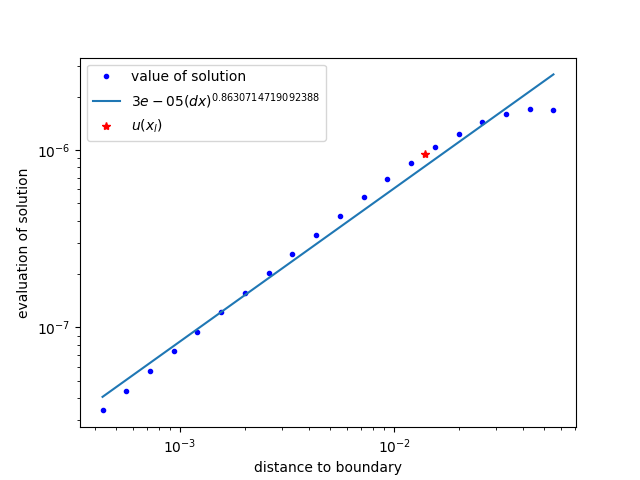 value of solution
3e − 05(dx)^0.8630714719092388
u(x_I)
evaluation of solution
10^−6
10^−7
10^−3
10^−2
distance to boundary